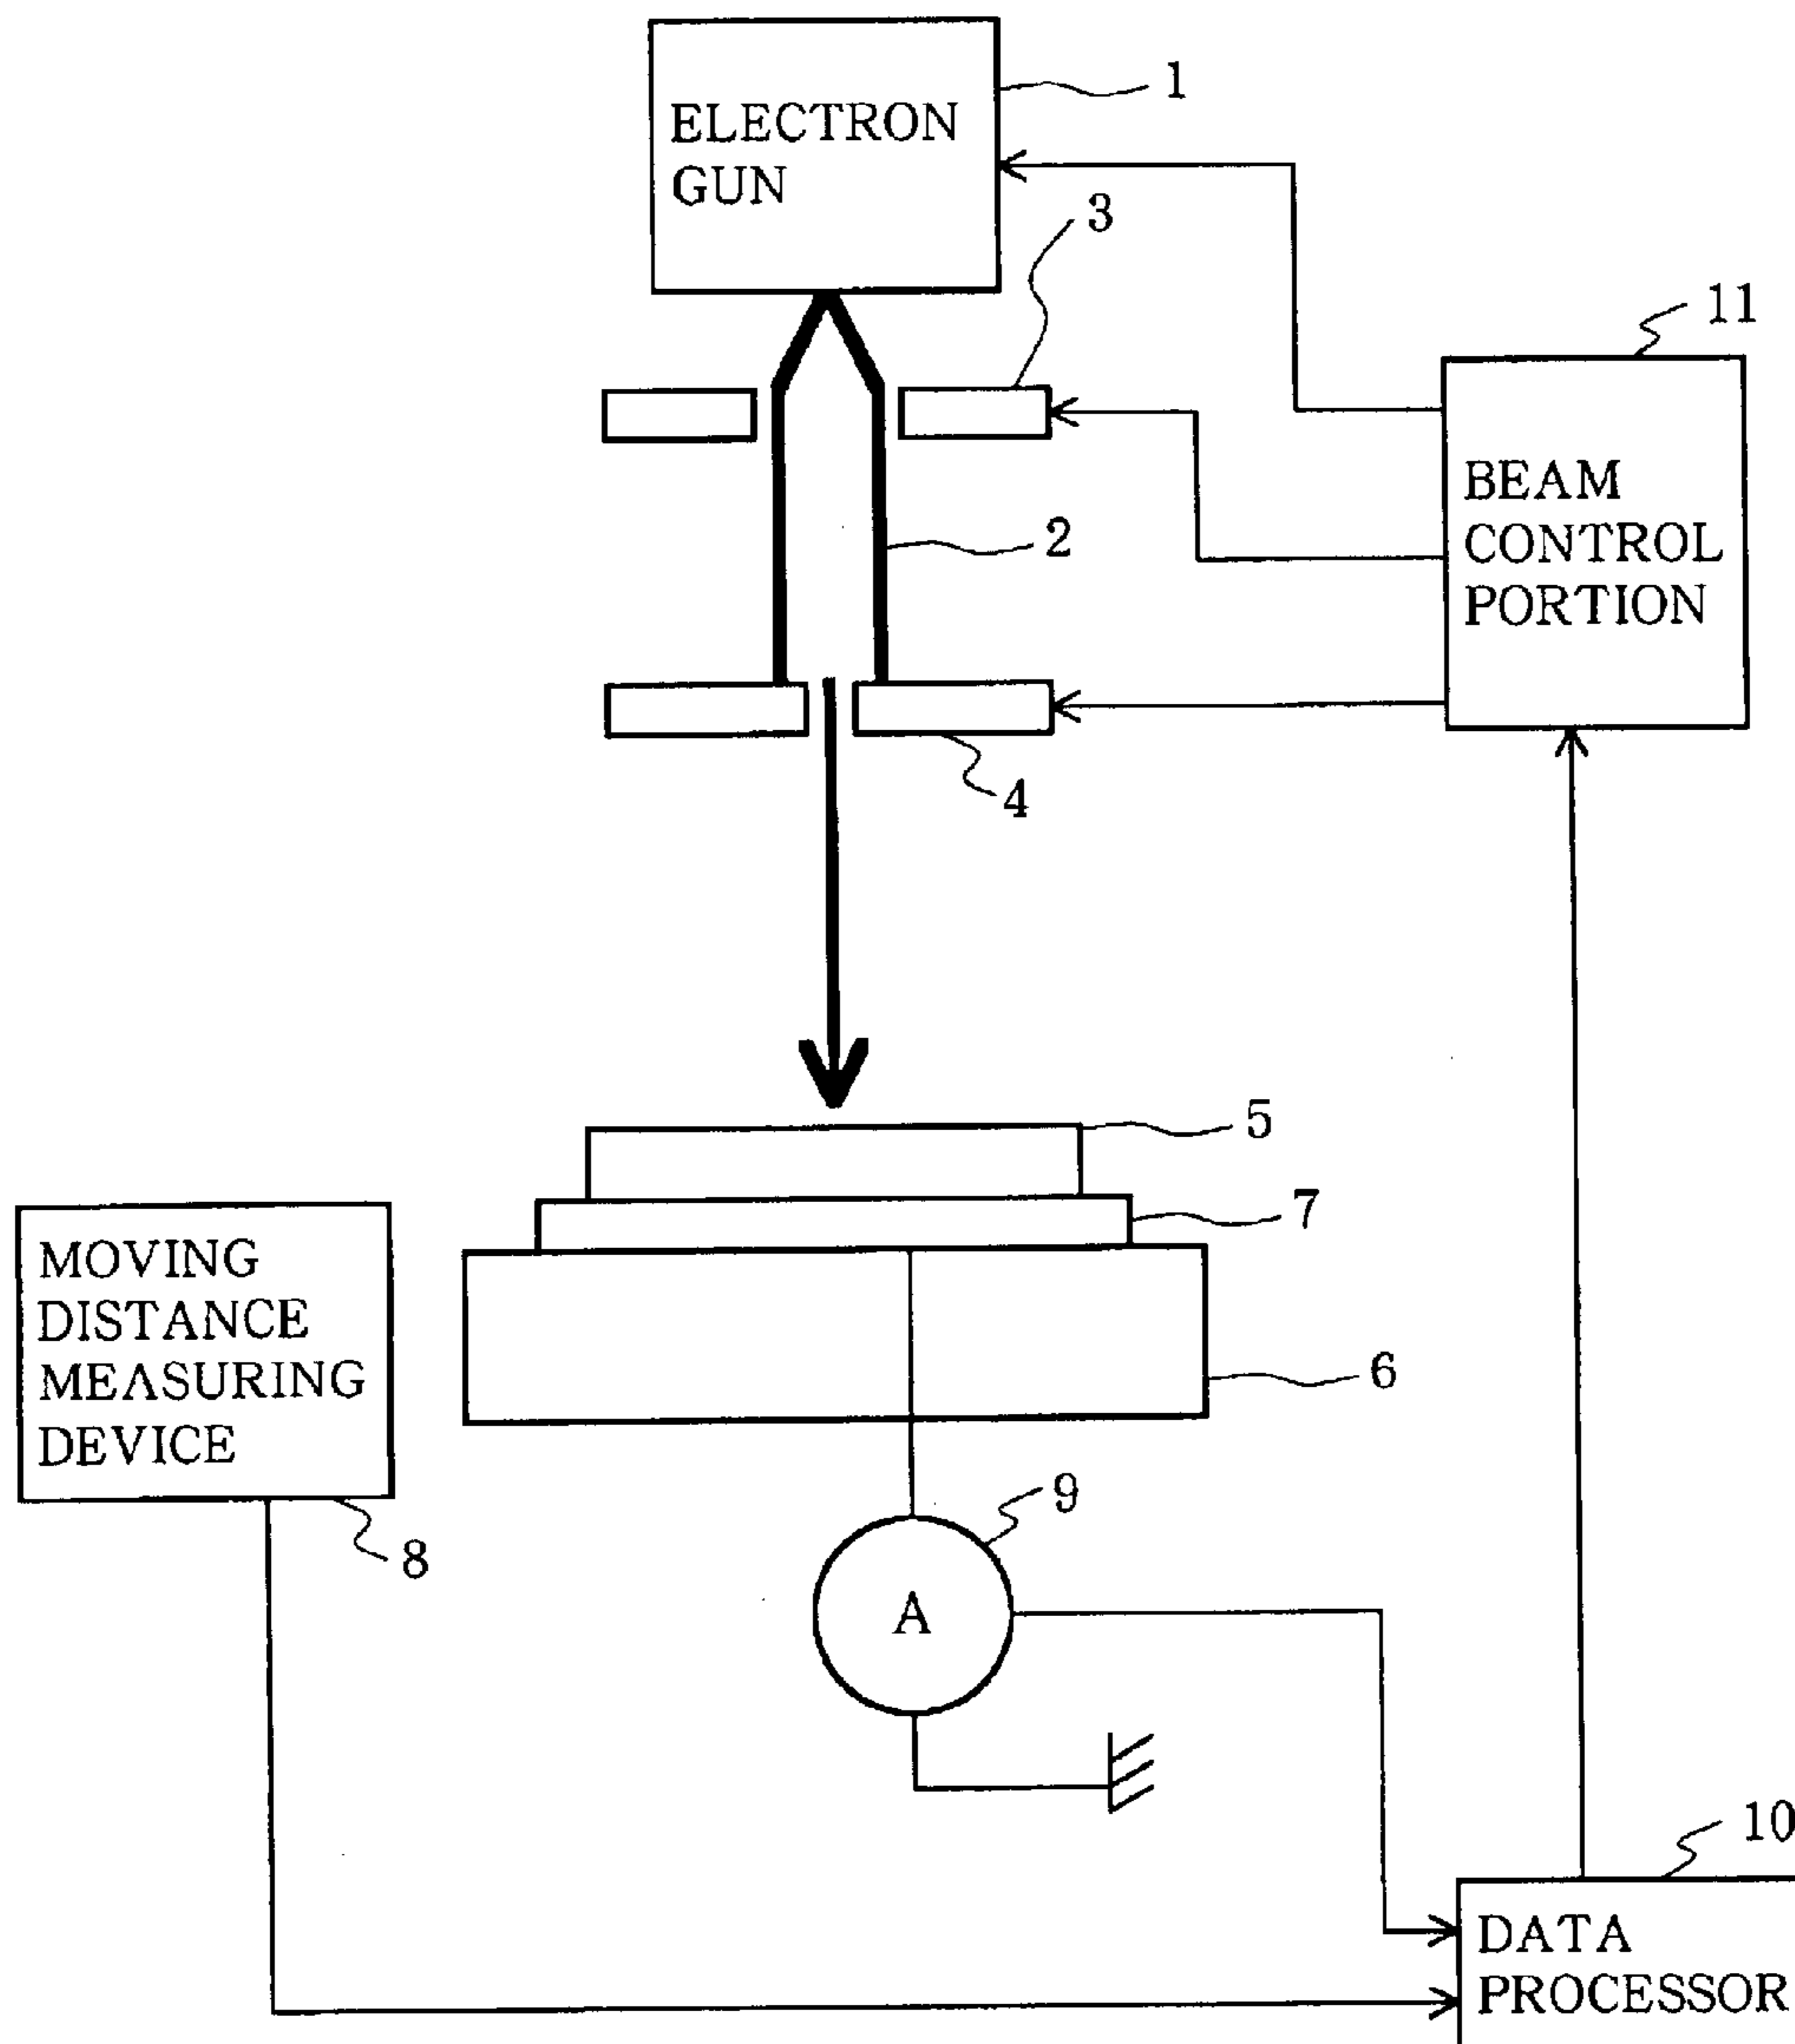 ELECTRON
GUN
1
3
11
BEAM
CONTROL
PORTION
2
4
5
7
MOVING
DISTANCE
MEASURING
DEVICE
6
9
8
A
10
DATA
PROCESSOR